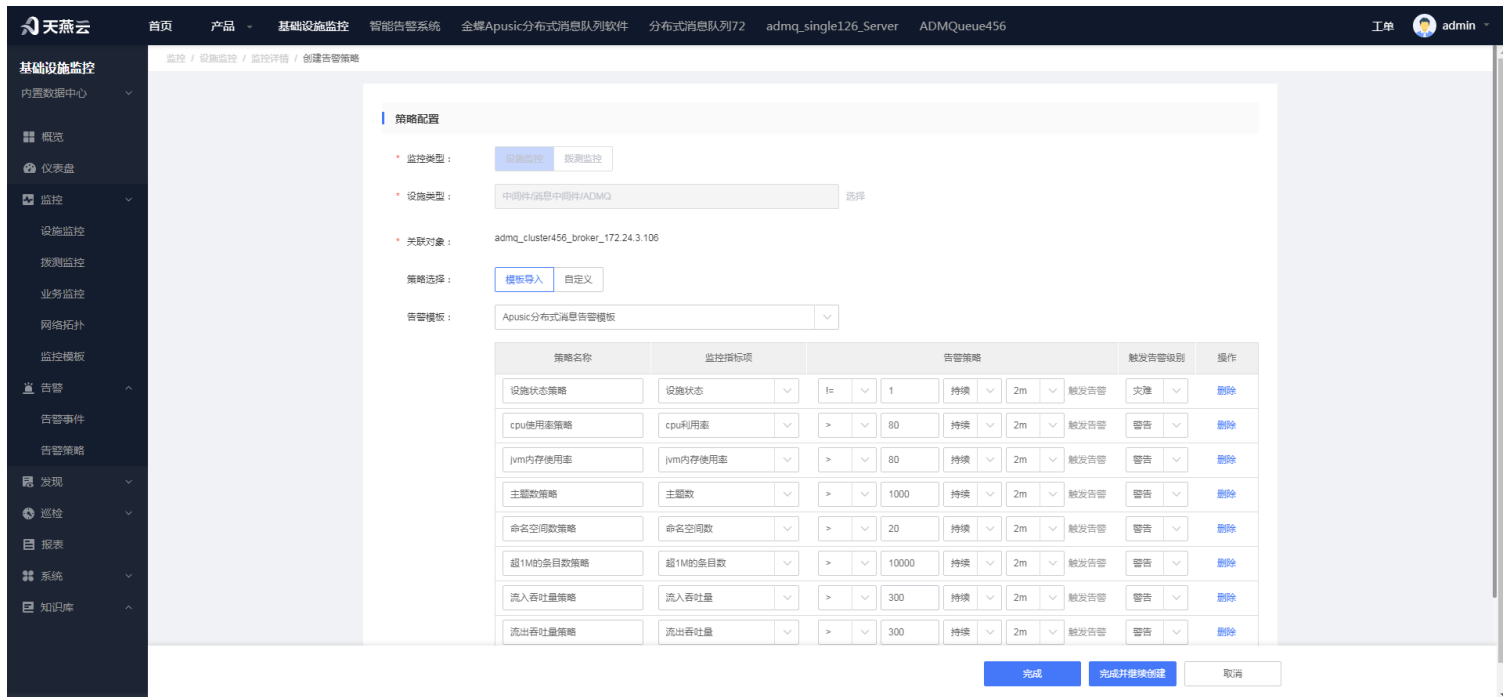 天燕云 首页 产品 基础设施监控 智能告警系统 金蝶Apusic分布式消息队列软件 分布式消息队列72 admq_single126_Server ADMQueue456 工单 admin
基础设施监控
内置数据中心
概览
仪表盘
监控
设施监控
拨测监控
业务监控
网络拓扑
监控模板
告警
告警事件
告警策略
发现
巡检
报表
系统
知识库
监控 / 设施监控 / 监控详情 / 创建告警策略
策略配置
* 监控类型： 设施监控 拨测监控
* 设施类型： 中间件/消息中间件/ADMQ 选择
* 关联对象： admq_cluster456_broker_172.24.3.106
策略选择： 模板导入 自定义
告警模板： Apusic分布式消息告警模板
策略名称 监控指标项 告警策略 触发告警级别 操作
设施状态策略 设施状态 != 1 持续 2m 触发告警 灾难 删除
cpu使用率策略 cpu利用率 > 80 持续 2m 触发告警 警告 删除
jvm内存使用率 jvm内存使用率 > 80 持续 2m 触发告警 警告 删除
主题数策略 主题数 > 1000 持续 2m 触发告警 警告 删除
命名空间数策略 命名空间数 > 20 持续 2m 触发告警 警告 删除
超1M的条目数策略 超1M的条目数 > 10000 持续 2m 触发告警 警告 删除
流入吞吐量策略 流入吞吐量 > 300 持续 2m 触发告警 警告 删除
流出吞吐量策略 流出吞吐量 > 300 持续 2m 触发告警 警告 删除
完成 完成并继续创建 取消